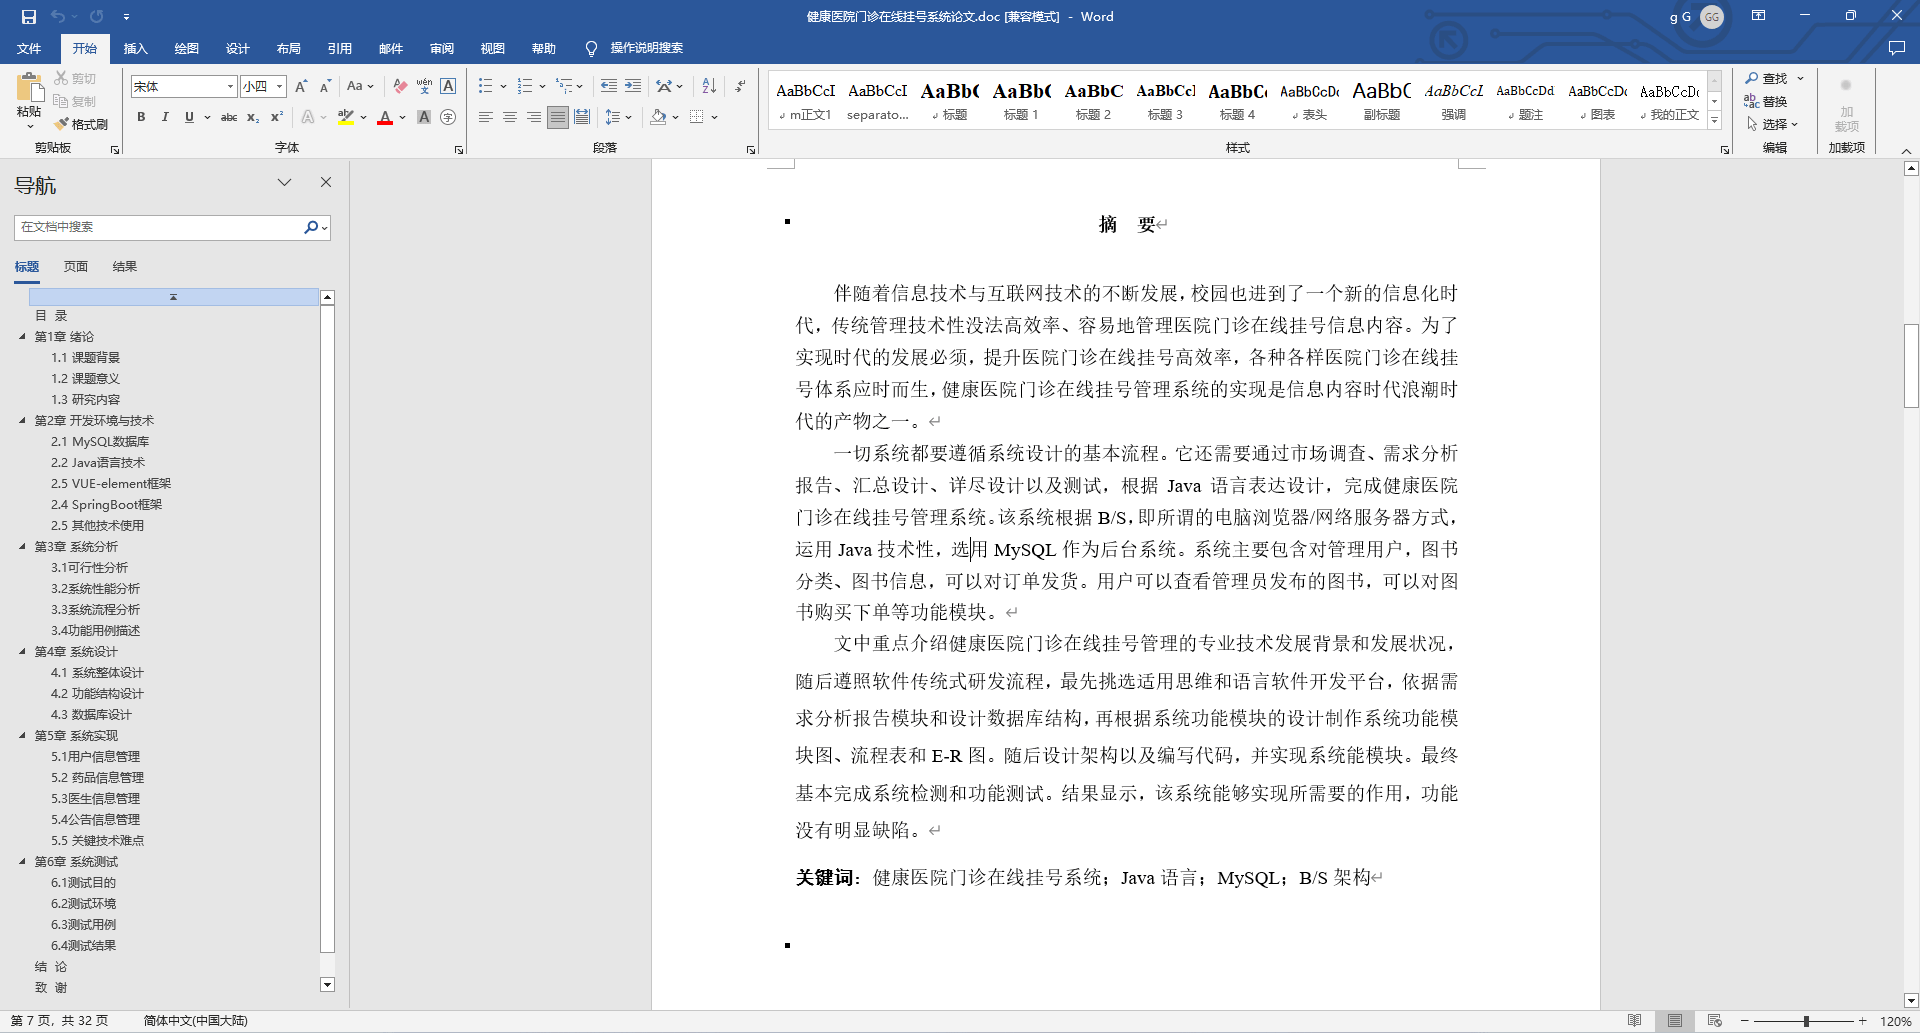 健康医院门诊在线挂号系统论文.doc [兼容模式] - Word
g G
GG
文件 开始 插入 绘图 设计 布局 引用 邮件 审阅 视图 帮助 操作说明搜索
粘贴
剪切
复制
格式刷
剪贴板
宋体 小四
字体
段落
AaBbCcI AaBbCcI AaBb( AaBb( AaBbC AaBbCcI AaBbC AaBbCcDc AaBbC AaBbCcI AaBbCcDd AaBbCcDc AaBbCcDc
m正文1 separato... 标题 标题 1 标题 2 标题 3 标题 4 表头 副标题 强调 题注 图表 我的正文
样式
查找
替换
选择
编辑
加载项
加载项
导航
在文档中搜索
标题 页面 结果
目 录
第1章 绪论
1.1 课题背景
1.2 课题意义
1.3 研究内容
第2章 开发环境与技术
2.1 MySQL数据库
2.2 Java语言技术
2.5 VUE-element框架
2.4 SpringBoot框架
2.5 其他技术使用
第3章 系统分析
3.1可行性分析
3.2系统性能分析
3.3系统流程分析
3.4功能用例描述
第4章 系统设计
4.1 系统整体设计
4.2 功能结构设计
4.3 数据库设计
第5章 系统实现
5.1用户信息管理
5.2 药品信息管理
5.3医生信息管理
5.4公告信息管理
5.5 关键技术难点
第6章 系统测试
6.1测试目的
6.2测试环境
6.3测试用例
6.4测试结果
结 论
致 谢
摘 要
伴随着信息技术与互联网技术的不断发展，校园也进到了一个新的信息化时
代，传统管理技术性没法高效率、容易地管理医院门诊在线挂号信息内容。为了
实现时代的发展必须，提升医院门诊在线挂号高效率，各种各样医院门诊在线挂
号体系应时而生，健康医院门诊在线挂号管理系统的实现是信息内容时代浪潮时
代的产物之一。
一切系统都要遵循系统设计的基本流程。它还需要通过市场调查、需求分析
报告、汇总设计、详尽设计以及测试，根据 Java 语言表达设计，完成健康医院
门诊在线挂号管理系统。该系统根据 B/S，即所谓的电脑浏览器/网络服务器方式，
运用 Java 技术性，选用 MySQL 作为后台系统。系统主要包含对管理用户，图书
分类、图书信息，可以对订单发货。用户可以查看管理员发布的图书，可以对图
书购买下单等功能模块。
文中重点介绍健康医院门诊在线挂号管理的专业技术发展背景和发展状况，
随后遵照软件传统式研发流程，最先挑选适用思维和语言软件开发平台，依据需
求分析报告模块和设计数据库结构，再根据系统功能模块的设计制作系统功能模
块图、流程表和 E-R 图。随后设计架构以及编写代码，并实现系统能模块。最终
基本完成系统检测和功能测试。结果显示，该系统能够实现所需要的作用，功能
没有明显缺陷。
关键词：健康医院门诊在线挂号系统；Java 语言；MySQL；B/S 架构
第 7 页，共 32 页 简体中文(中国大陆)
120%